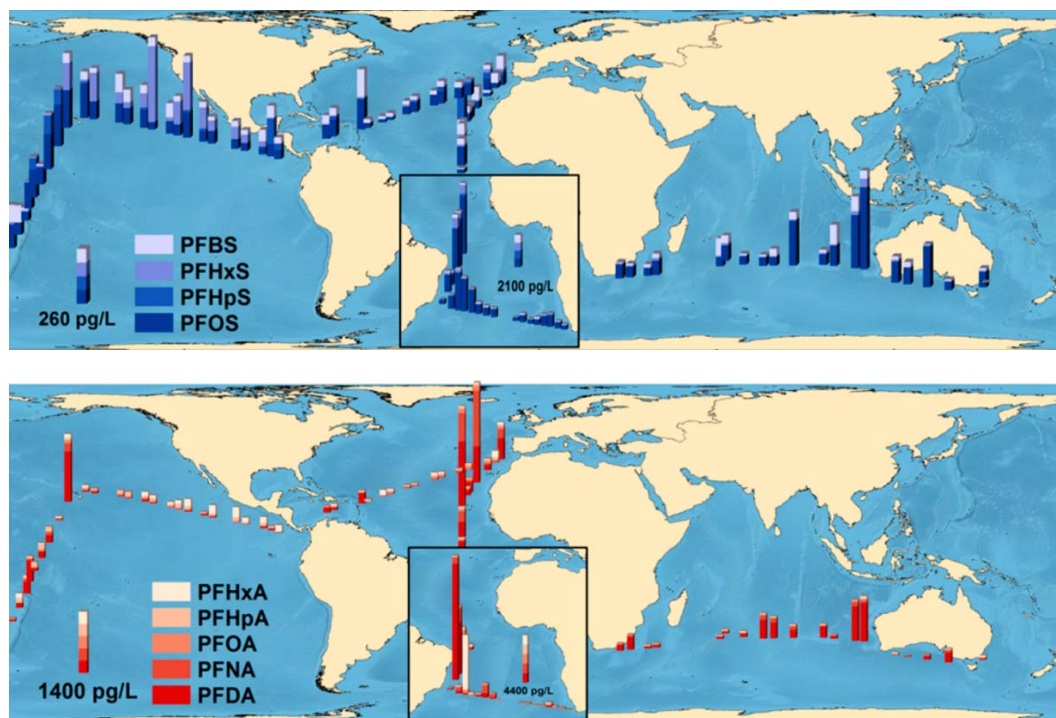 PFBS
PFHxS
PFHpS
PFOS
260 pg/L
2100 pg/L
PFHxA
PFHpA
PFOA
PFNA
PFDA
1400 pg/L
4400 pg/L